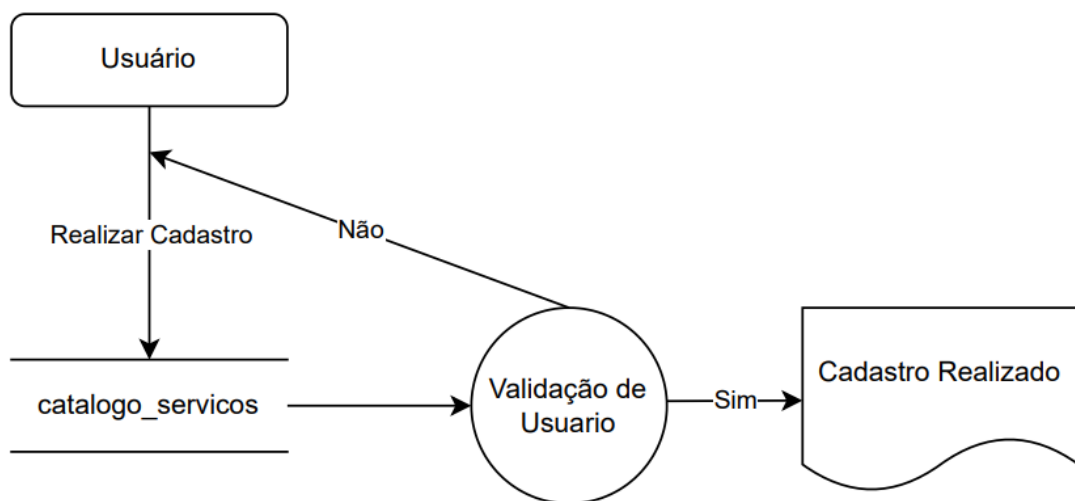 Usuário
Realizar Cadastro
Não
catalogo_servicos
Validação de
Usuario
Sim
Cadastro Realizado